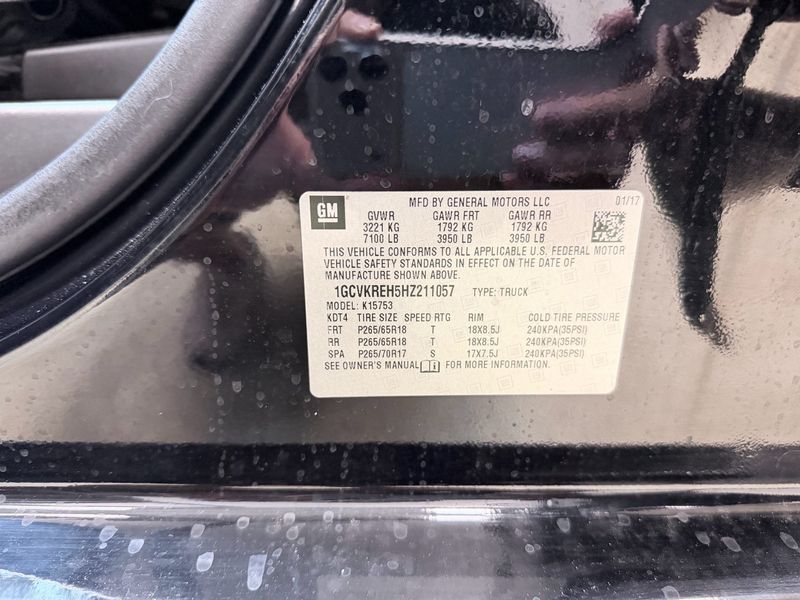 GM
MFD BY GENERAL MOTORS LLC 01/17
GVWR GAWR FRT GAWR RR
3221 KG 1792 KG 1792 KG
7100 LB 3950 LB 3950 LB
THIS VEHICLE CONFORMS TO ALL APPLICABLE U.S. FEDERAL MOTOR
VEHICLE SAFETY STANDARDS IN EFFECT ON THE DATE OF
MANUFACTURE SHOWN ABOVE.
1GCVKREH5HZ211057 TYPE: TRUCK
MODEL: K15753
KDT4 TIRE SIZE SPEED RTG RIM COLD TIRE PRESSURE
FRT P265/65R18 T 18X8.5J 240KPA(35PSI)
RR P265/65R18 T 18X8.5J 240KPA(35PSI)
SPA P265/70R17 S 17X7.5J 240KPA(35PSI)
SEE OWNER'S MANUAL FOR MORE INFORMATION.